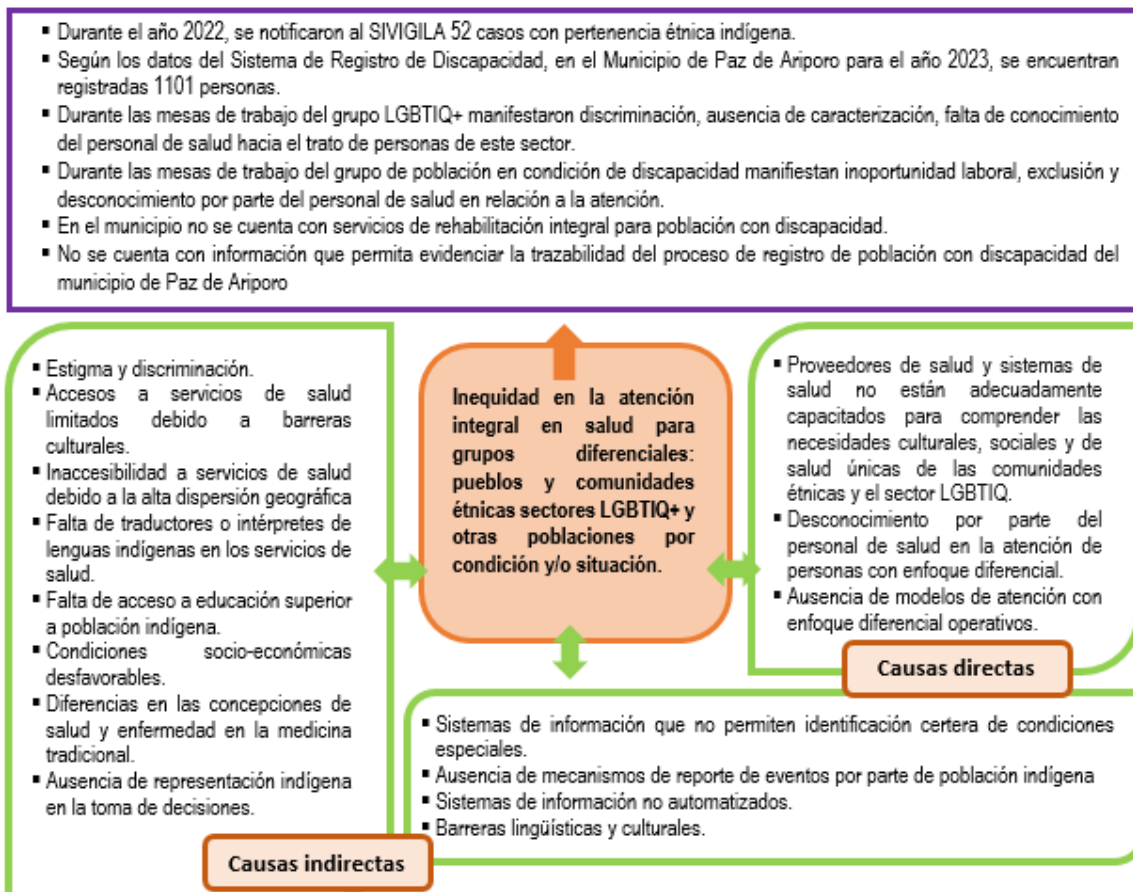 ▪ Durante el año 2022, se notificaron al SIVIGILA 52 casos con pertenencia étnica indígena.
▪ Según los datos del Sistema de Registro de Discapacidad, en el Municipio de Paz de Ariporo para el año 2023, se encuentran
registradas 1101 personas.
▪ Durante las mesas de trabajo del grupo LGBTIQ+ manifestaron discriminación, ausencia de caracterización, falta de conocimiento
del personal de salud hacia el trato de personas de este sector.
▪ Durante las mesas de trabajo del grupo de población en condición de discapacidad manifiestan inoportunidad laboral, exclusión y
desconocimiento por parte del personal de salud en relación a la atención.
▪ En el municipio no se cuenta con servicios de rehabilitación integral para población con discapacidad.
▪ No se cuenta con información que permita evidenciar la trazabilidad del proceso de registro de población con discapacidad del
municipio de Paz de Ariporo
▪ Estigma y discriminación.
▪ Accesos a servicios de salud
limitados debido a barreras
culturales.
▪ Inaccesibilidad a servicios de salud
debido a la alta dispersión geográfica
▪ Falta de traductores o intérpretes de
lenguas indígenas en los servicios de
salud.
▪ Falta de acceso a educación superior
a población indígena.
▪ Condiciones socio-económicas
desfavorables.
▪ Diferencias en las concepciones de
salud y enfermedad en la medicina
tradicional.
▪ Ausencia de representación indígena
en la toma de decisiones.
Causas indirectas
Inequidad en la atención
integral en salud para
grupos diferenciales:
pueblos y comunidades
étnicas sectores LGBTIQ+ y
otras poblaciones por
condición y/o situación.
▪ Proveedores de salud y sistemas de
salud no están adecuadamente
capacitados para comprender las
necesidades culturales, sociales y de
salud únicas de las comunidades
étnicas y el sector LGBTIQ.
▪ Desconocimiento por parte del
personal de salud en la atención de
personas con enfoque diferencial.
▪ Ausencia de modelos de atención con
enfoque diferencial operativos.
Causas directas
▪ Sistemas de información que no permiten identificación certera de condiciones
especiales.
▪ Ausencia de mecanismos de reporte de eventos por parte de población indígena
▪ Sistemas de información no automatizados.
▪ Barreras lingüísticas y culturales.